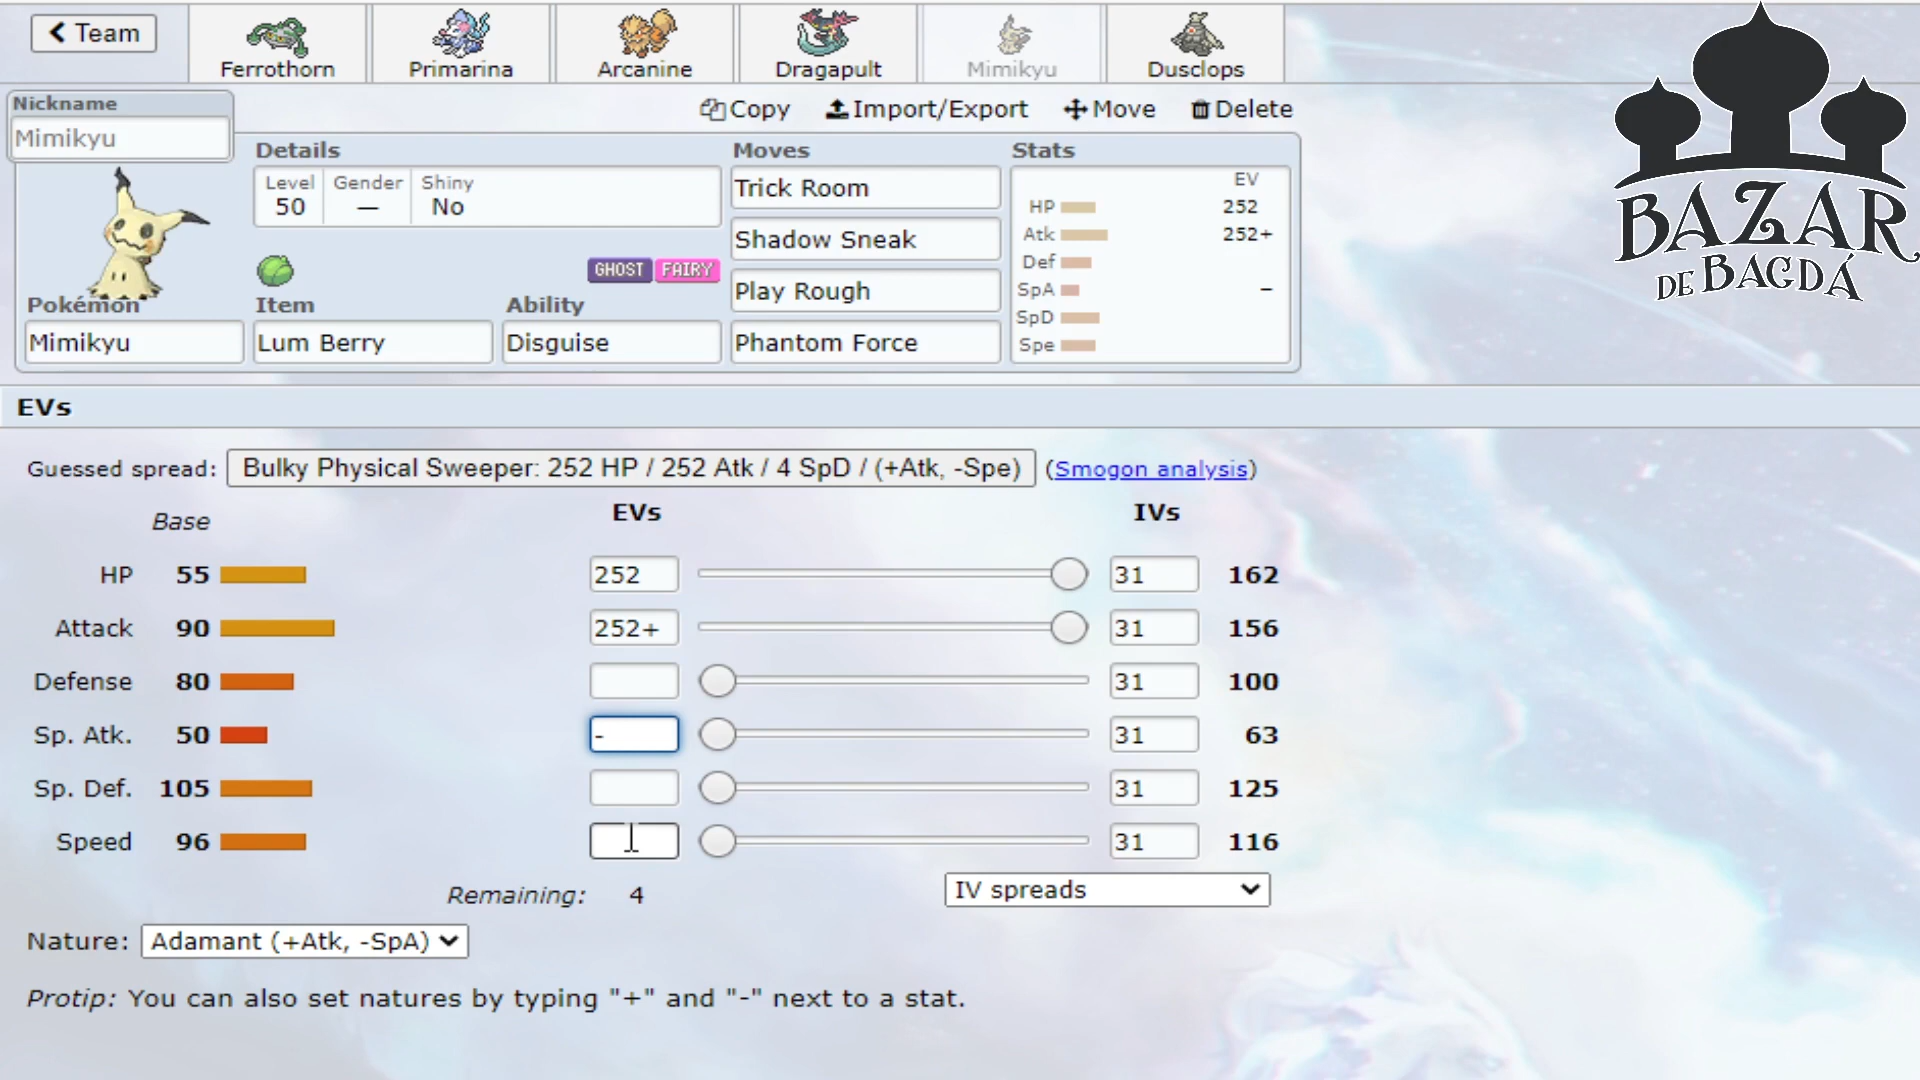 Team
Ferrothorn
Primarina
Arcanine
Dragapult
Mimikyu
Dusclops
Nickname
Mimikyu
Copy
Import/Export
Move
Delete
BAZAR
DE BAGDÁ
Details
Moves
Stats
Level
Gender
Shiny
50
—
No
Trick Room
Shadow Sneak
Play Rough
Phantom Force
EV
HP 252
Atk 252+
Def
SpA −
SpD
Spe
GHOST FAIRY
Pokémon
Item
Ability
Mimikyu
Lum Berry
Disguise
EVs
Guessed spread: Bulky Physical Sweeper: 252 HP / 252 Atk / 4 SpD / (+Atk, -Spe) (Smogon analysis)
Base EVs IVs
HP 55 252 31 162
Attack 90 252+ 31 156
Defense 80 31 100
Sp. Atk. 50 - 31 63
Sp. Def. 105 31 125
Speed 96 31 116
Remaining: 4
IV spreads
Nature: Adamant (+Atk, -SpA)
Protip: You can also set natures by typing "+" and "-" next to a stat.